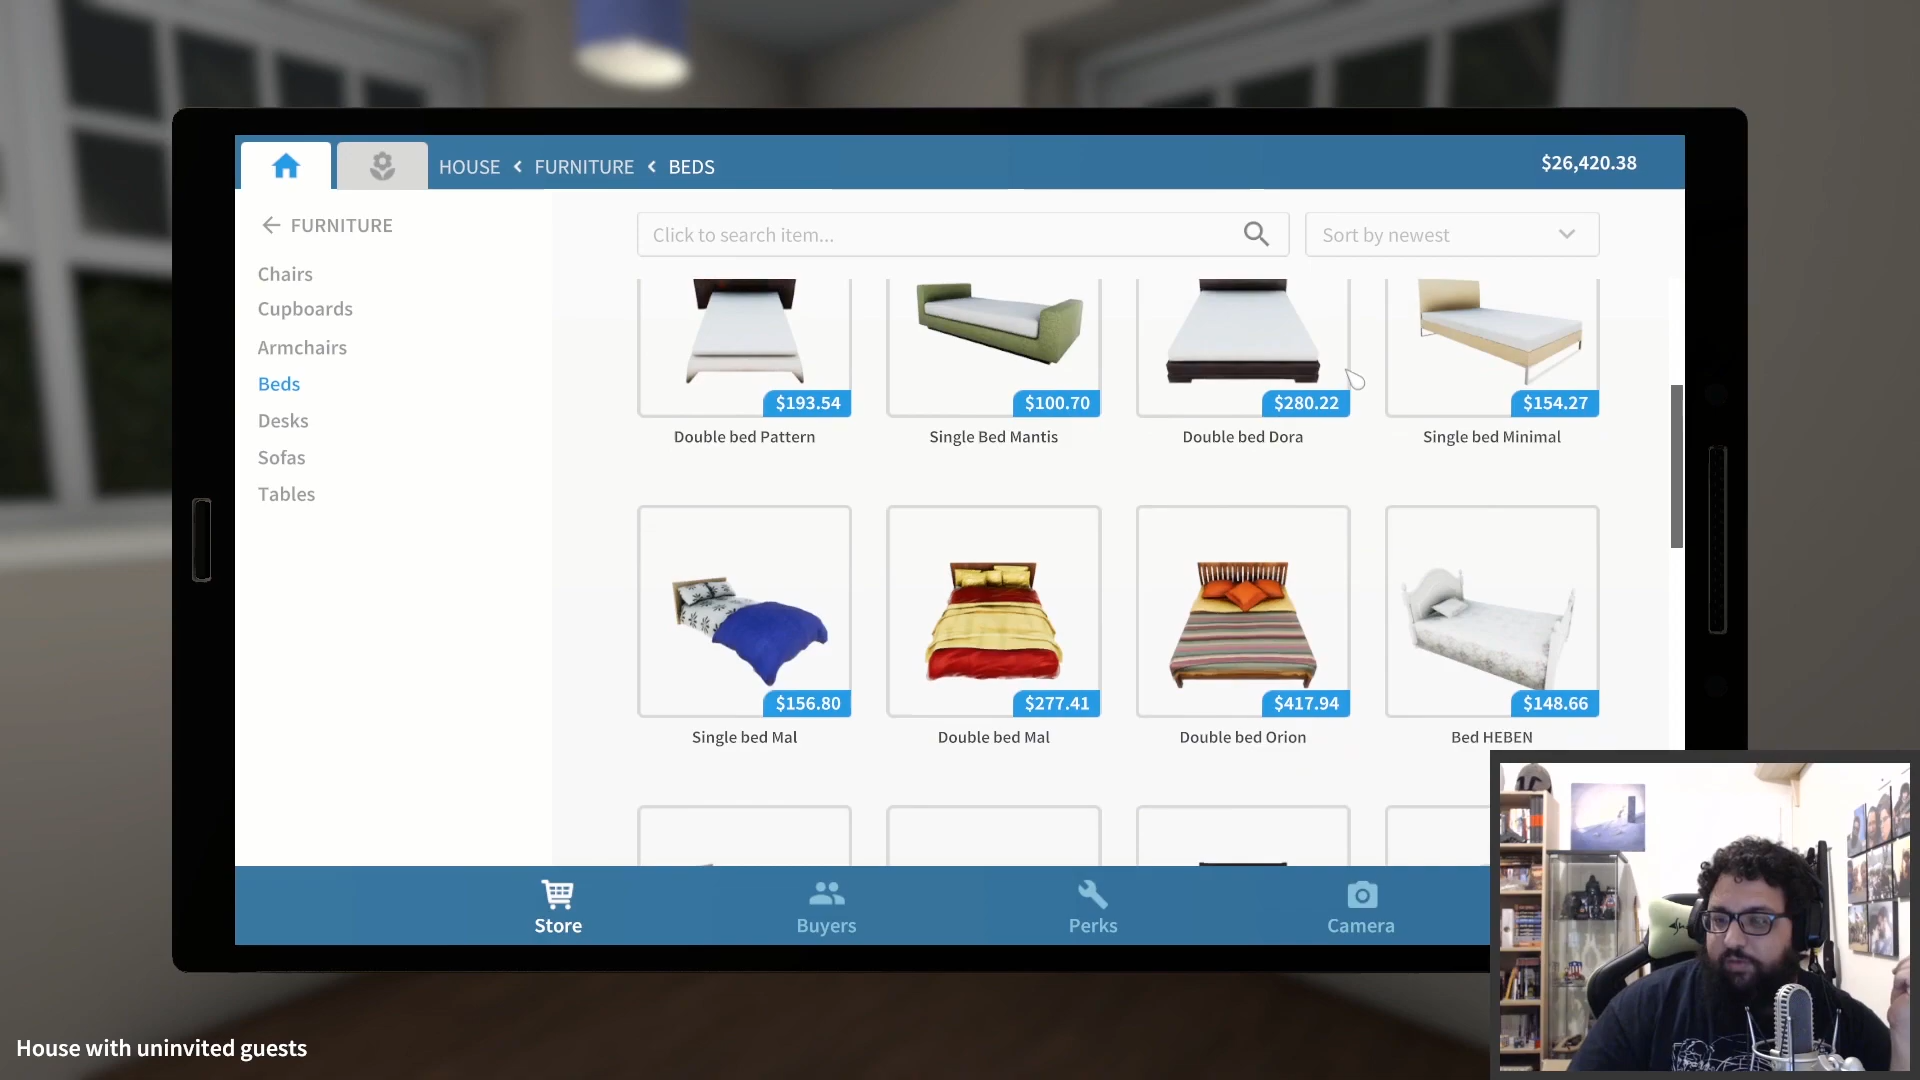 HOUSE < FURNITURE < BEDS
$26,420.38
FURNITURE
Click to search item...
Sort by newest
Chairs
Cupboards
Armchairs
Beds
Desks
Sofas
Tables
$193.54
$100.70
$280.22
$154.27
Double bed Pattern
Single Bed Mantis
Double bed Dora
Single bed Minimal
$156.80
$277.41
$417.94
$148.66
Single bed Mal
Double bed Mal
Double bed Orion
Bed HEBEN
Store
Buyers
Perks
Camera
House with uninvited guests